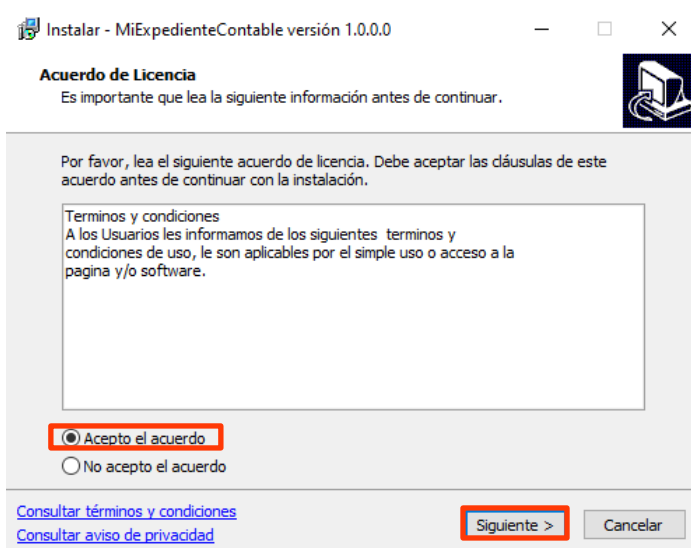 Instalar - MiExpedienteContable versión 1.0.0.0
Acuerdo de Licencia
Es importante que lea la siguiente información antes de continuar.
Por favor, lea el siguiente acuerdo de licencia. Debe aceptar las cláusulas de este
acuerdo antes de continuar con la instalación.
Terminos y condiciones
A los Usuarios les informamos de los siguientes terminos y
condiciones de uso, le son aplicables por el simple uso o acceso a la
pagina y/o software.
Acepto el acuerdo
No acepto el acuerdo
Consultar términos y condiciones
Consultar aviso de privacidad
Siguiente >
Cancelar